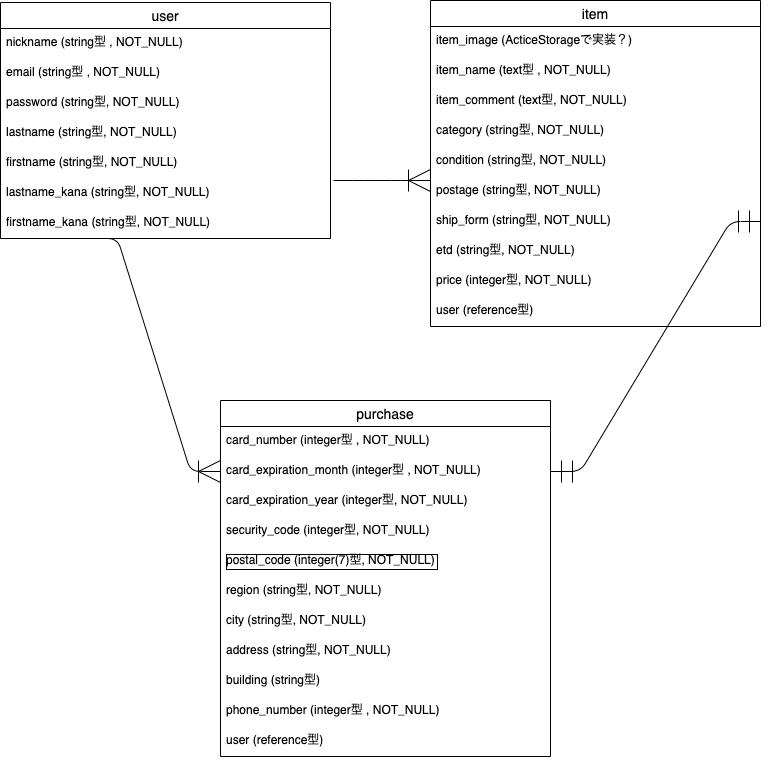 user
nickname (string型 , NOT_NULL)
email (string型 , NOT_NULL)
password (string型, NOT_NULL)
lastname (string型, NOT_NULL)
firstname (string型, NOT_NULL)
lastname_kana (string型, NOT_NULL)
firstname_kana (string型, NOT_NULL)
item
item_image (ActiceStorageで実装？)
item_name (text型 , NOT_NULL)
item_comment (text型, NOT_NULL)
category (string型, NOT_NULL)
condition (string型, NOT_NULL)
postage (string型, NOT_NULL)
ship_form (string型, NOT_NULL)
etd (string型, NOT_NULL)
price (integer型, NOT_NULL)
user (reference型)
purchase
card_number (integer型 , NOT_NULL)
card_expiration_month (integer型 , NOT_NULL)
card_expiration_year (integer型, NOT_NULL)
security_code (integer型, NOT_NULL)
postal_code (integer(7)型, NOT_NULL)
region (string型, NOT_NULL)
city (string型, NOT_NULL)
address (string型, NOT_NULL)
building (string型)
phone_number (integer型 , NOT_NULL)
user (reference型)